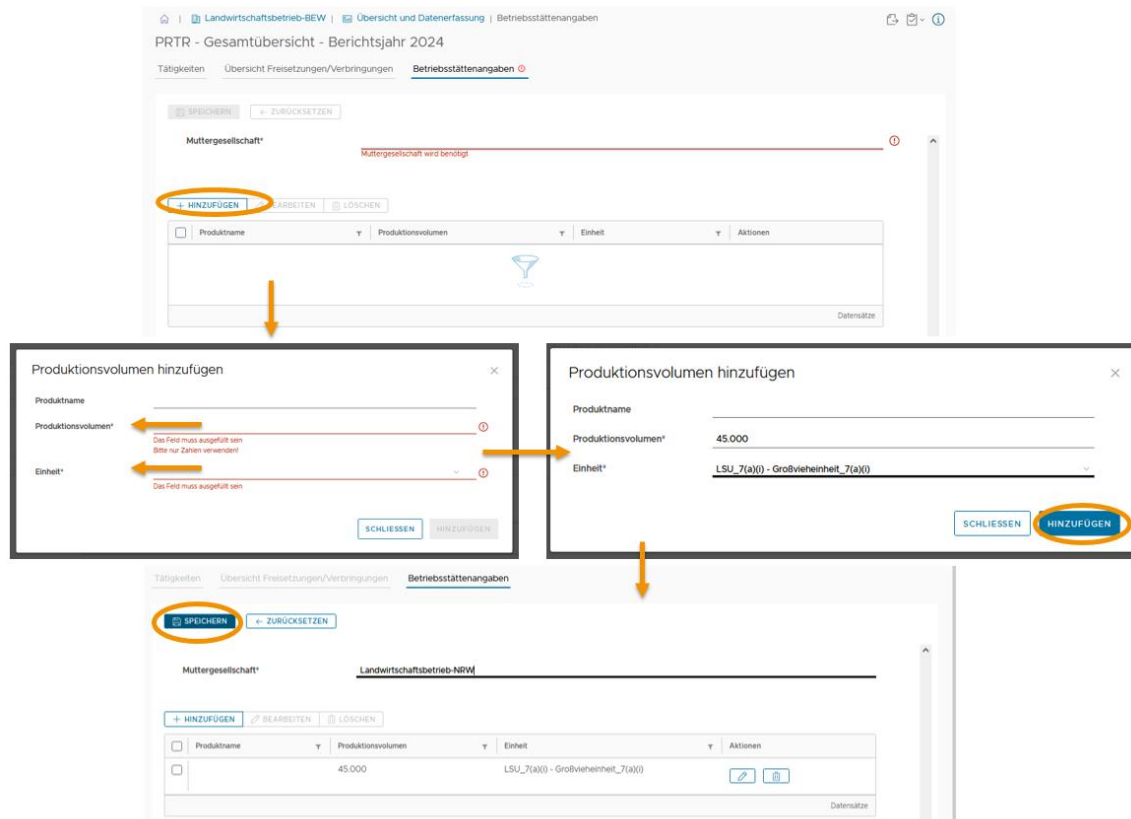 | Landwirtschaftsbetrieb-BEW | Übersicht und Datenerfassung | Betriebsstättenangaben
PRTR - Gesamtübersicht - Berichtsjahr 2024
Tätigkeiten Übersicht Freisetzungen/Verbringungen Betriebsstättenangaben
SPEICHERN ← ZURÜCKSETZEN
Muttergesellschaft*
Muttergesellschaft wird benötigt
+ HINZUFÜGEN BEARBEITEN LÖSCHEN
Produktname Produktionsvolumen Einheit Aktionen
Datensätze
Produktionsvolumen hinzufügen ×
Produktname
Produktionsvolumen*
Das Feld muss ausgefüllt sein
Bitte nur Zahlen verwenden!
Einheit*
Das Feld muss ausgefüllt sein
SCHLIESSEN HINZUFÜGEN
Produktionsvolumen hinzufügen ×
Produktname
Produktionsvolumen* 45.000
Einheit* LSU_7(a)(i) - Großvieheinheit_7(a)(i)
SCHLIESSEN HINZUFÜGEN
Tätigkeiten Übersicht Freisetzungen/Verbringungen Betriebsstättenangaben
SPEICHERN ← ZURÜCKSETZEN
Muttergesellschaft* Landwirtschaftsbetrieb-NRW
+ HINZUFÜGEN BEARBEITEN LÖSCHEN
Produktname Produktionsvolumen Einheit Aktionen
45.000 LSU_7(a)(i) - Großvieheinheit_7(a)(i)
Datensätze